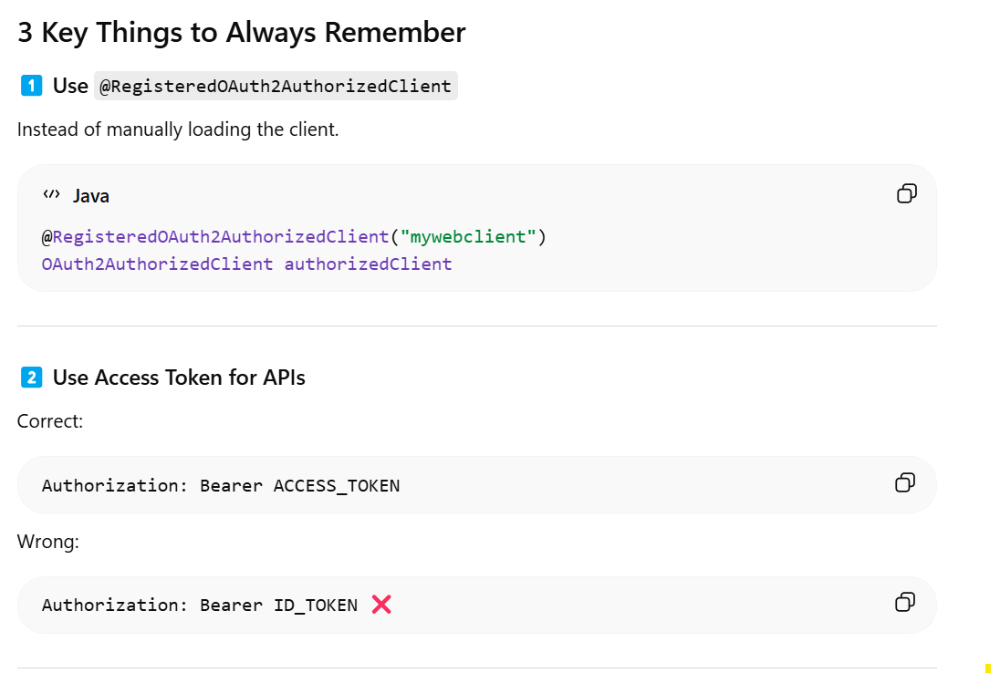 3 Key Things to Always Remember
1 Use @RegisteredOAuth2AuthorizedClient
Instead of manually loading the client.
</> Java
@RegisteredOAuth2AuthorizedClient("mywebclient")
OAuth2AuthorizedClient authorizedClient
2 Use Access Token for APIs
Correct:
Authorization: Bearer ACCESS_TOKEN
Wrong:
Authorization: Bearer ID_TOKEN ❌